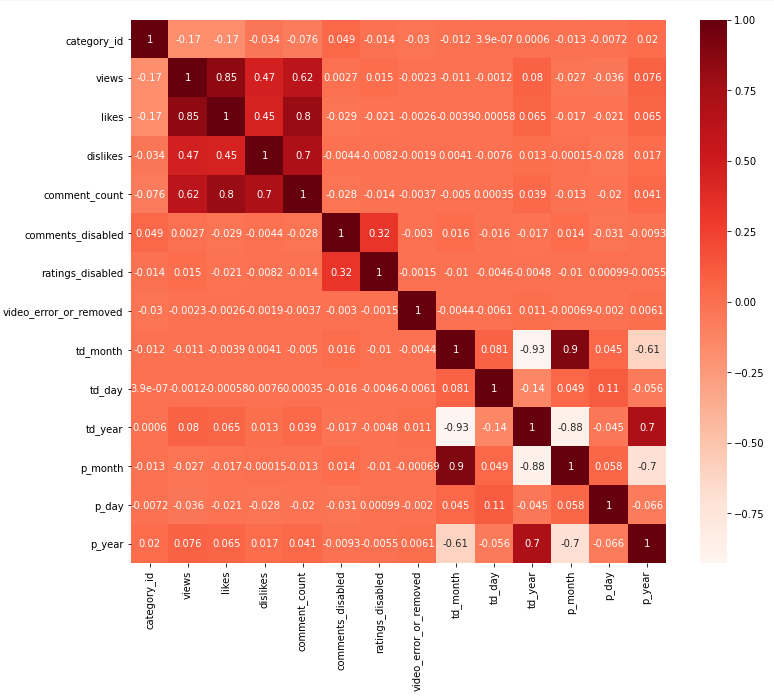 category_id 1 -0.17 -0.17 -0.034 -0.076 0.049 -0.014 -0.03 -0.012 3.9e-07 0.0006 -0.013 -0.0072 0.02
views -0.17 1 0.85 0.47 0.62 0.0027 0.015 -0.0023 -0.011 -0.0012 0.08 -0.027 -0.036 0.076
likes -0.17 0.85 1 0.45 0.8 -0.029 -0.021 -0.0026 -0.0039 -0.00058 0.065 -0.017 -0.021 0.065
dislikes -0.034 0.47 0.45 1 0.7 -0.0044 -0.0082 -0.0019 0.0041 -0.0076 0.013 -0.00015 -0.028 0.017
comment_count -0.076 0.62 0.8 0.7 1 -0.028 -0.014 -0.0037 -0.005 0.00035 0.039 -0.013 -0.02 0.041
comments_disabled 0.049 0.0027 -0.029 -0.0044 -0.028 1 0.32 -0.003 0.016 -0.016 -0.017 0.014 -0.031 -0.0093
ratings_disabled -0.014 0.015 -0.021 -0.0082 -0.014 0.32 1 -0.0015 -0.01 -0.0046 -0.0048 -0.01 0.00099 -0.0055
video_error_or_removed -0.03 -0.0023 -0.0026 -0.0019 -0.0037 -0.003 -0.0015 1 -0.0044 -0.0061 0.011 -0.00069 -0.002 0.0061
td_month -0.012 -0.011 -0.0039 0.0041 -0.005 0.016 -0.01 -0.0044 1 0.081 -0.93 0.9 0.045 -0.61
td_day 3.9e-07 -0.0012 -0.00058 -0.0076 0.00035 -0.016 -0.0046 -0.0061 0.081 1 -0.14 0.049 0.11 -0.056
td_year 0.0006 0.08 0.065 0.013 0.039 -0.017 -0.0048 0.011 -0.93 -0.14 1 -0.88 -0.045 0.7
p_month -0.013 -0.027 -0.017 -0.00015 -0.013 0.014 -0.01 -0.00069 0.9 0.049 -0.88 1 0.058 -0.7
p_day -0.0072 -0.036 -0.021 -0.028 -0.02 -0.031 0.00099 -0.002 0.045 0.11 -0.045 0.058 1 -0.066
p_year 0.02 0.076 0.065 0.017 0.041 -0.0093 -0.0055 0.0061 -0.61 -0.056 0.7 -0.7 -0.066 1
category_id
views
likes
dislikes
comment_count
comments_disabled
ratings_disabled
video_error_or_removed
td_month
td_day
td_year
p_month
p_day
p_year
1.00
0.75
0.50
0.25
0.00
−0.25
−0.50
−0.75